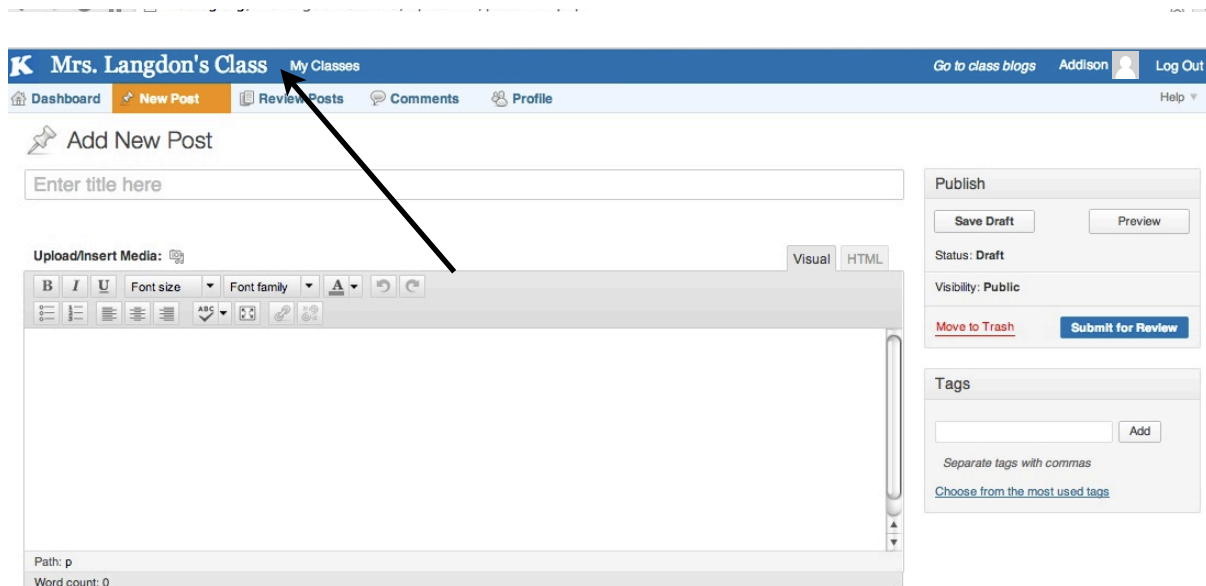 K Mrs. Langdon's Class My Classes Go to class blogs Addison Log Out
Dashboard New Post Review Posts Comments Profile Help
Add New Post
Enter title here
Publish
Save Draft Preview
Upload/Insert Media: Visual HTML
Status: Draft
B I U Font size Font family A
Visibility: Public
ABC
Move to Trash Submit for Review
Tags
Add
Separate tags with commas
Choose from the most used tags
Path: p
Word count: 0